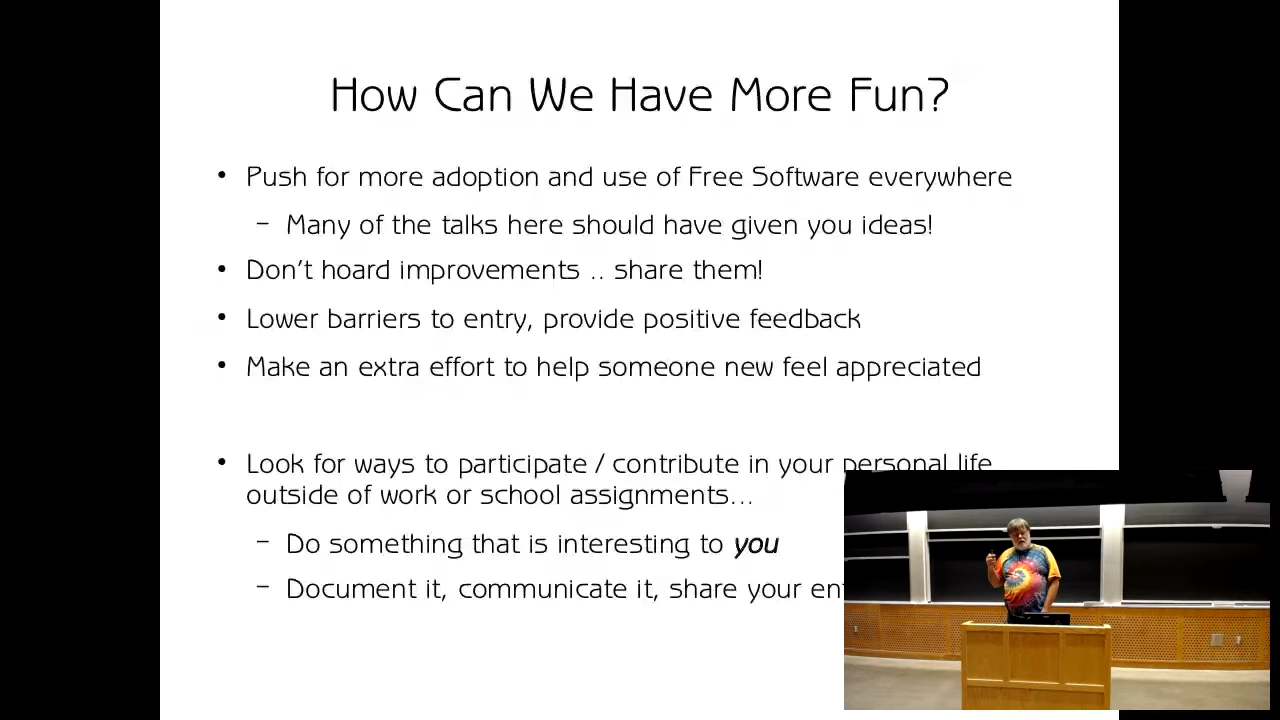 How Can We Have More Fun?
• Push for more adoption and use of Free Software everywhere
– Many of the talks here should have given you ideas!
• Don't hoard improvements .. share them!
• Lower barriers to entry, provide positive feedback
• Make an extra effort to help someone new feel appreciated
• Look for ways to participate / contribute in your personal life
outside of work or school assignments...
– Do something that is interesting to you
– Document it, communicate it, share your